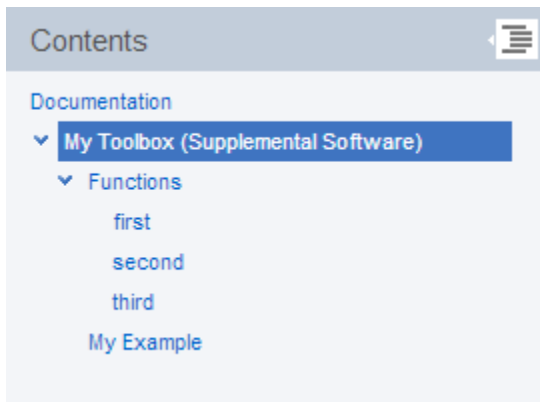 Contents
Documentation
My Toolbox (Supplemental Software)
Functions
first
second
third
My Example